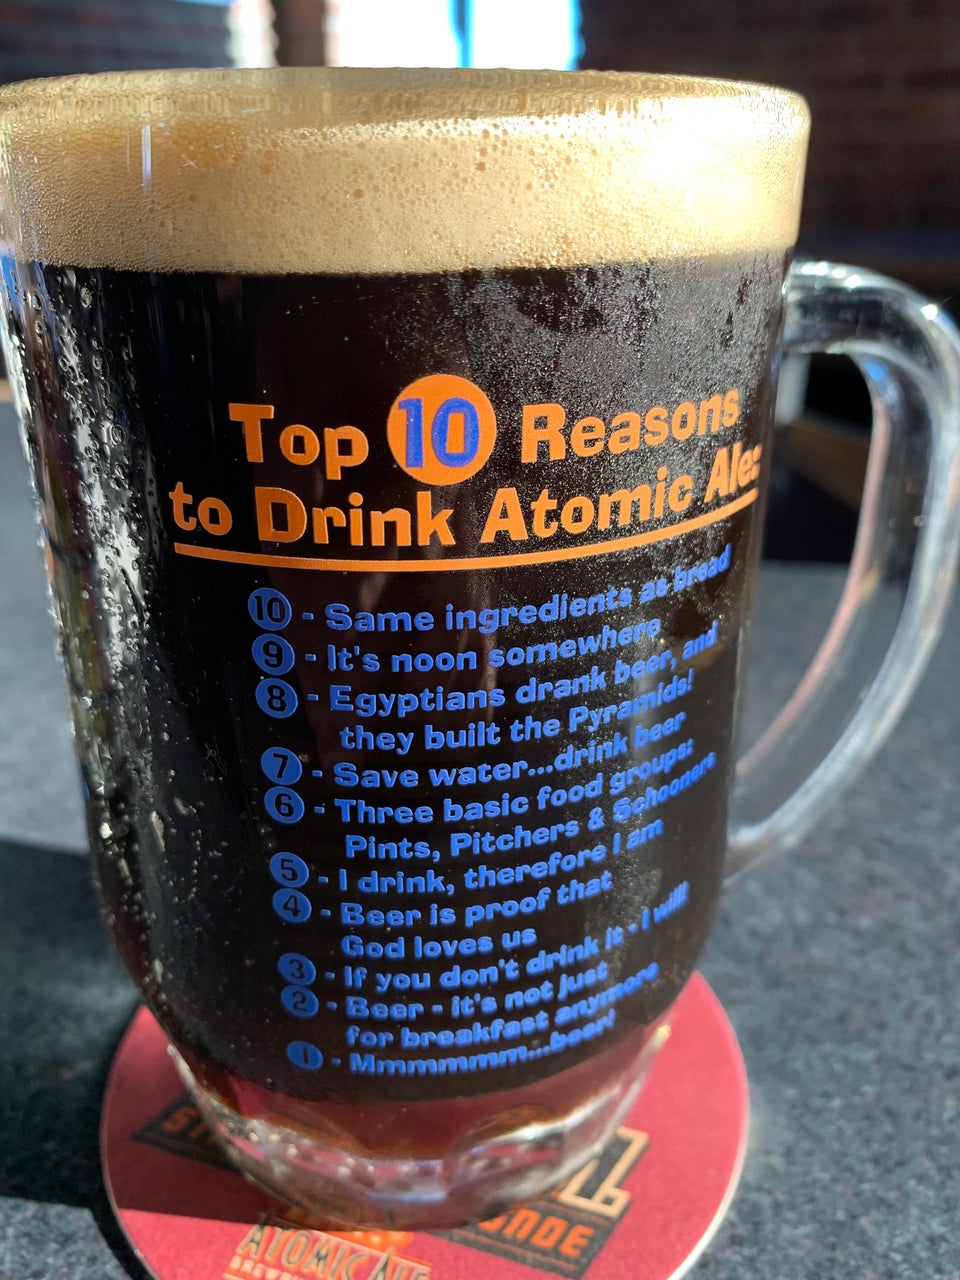 Top 10 Reasons
to Drink Atomic Ale:
10 - Same ingredients as bread
9 - It's noon somewhere
8 - Egyptians drank beer, and
they built the Pyramids!
7 - Save water...drink beer
6 - Three basic food groups:
Pints, Pitchers & Schooners
5 - I drink, therefore I am
4 - Beer is proof that
God loves us
3 - If you don't drink it - I will!
2 - Beer - it's not just
for breakfast anymore
1 - Mmmmmm...beer!
ATOMIC ALE